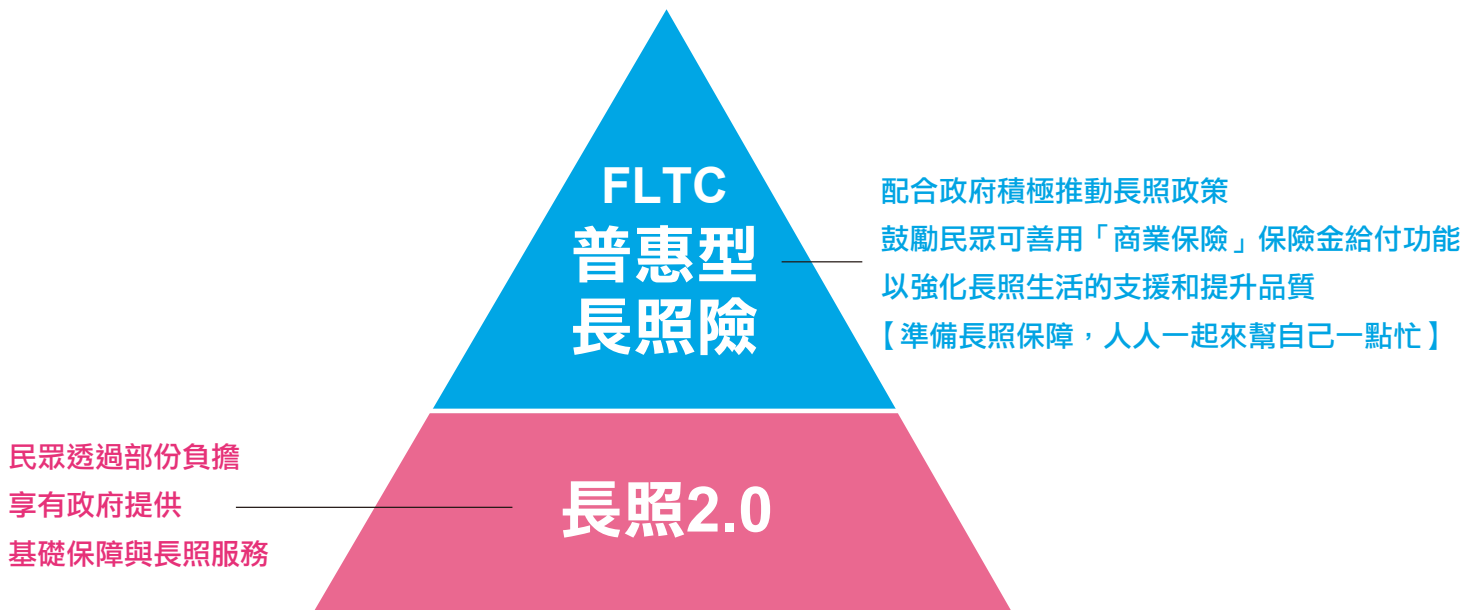 FLTC
普惠型
長照險
配合政府積極推動長照政策
鼓勵民眾可善用「商業保險」保險金給付功能
以強化長照生活的支援和提升品質
【準備長照保障，人人一起來幫自己一點忙】
民眾透過部份負擔
享有政府提供
基礎保障與長照服務
長照2.0